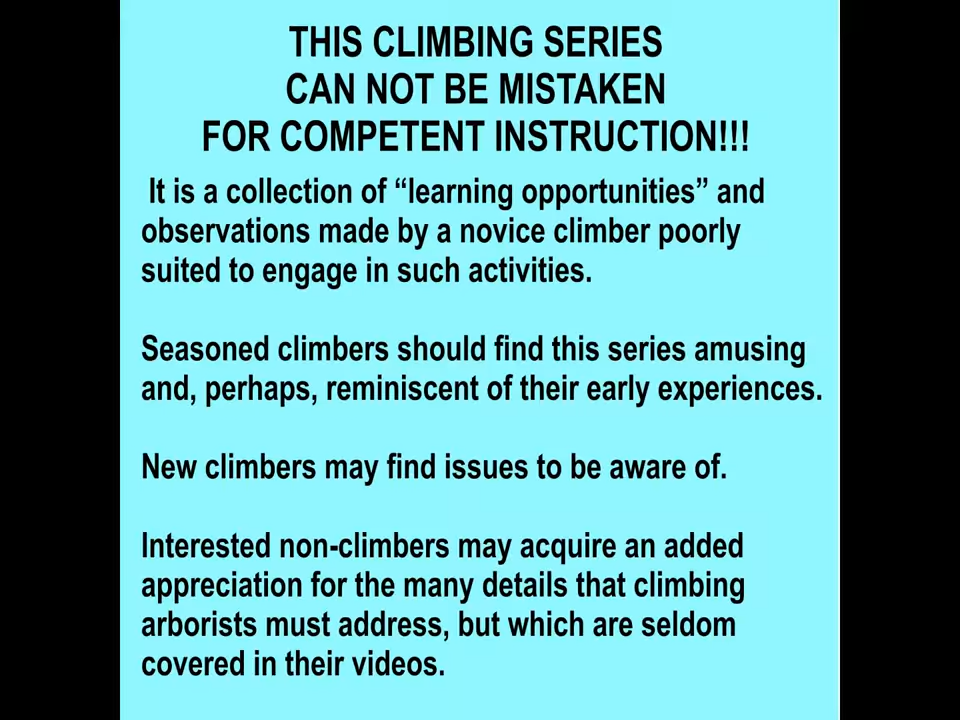 THIS CLIMBING SERIES
CAN NOT BE MISTAKEN
FOR COMPETENT INSTRUCTION!!!
It is a collection of “learning opportunities” and
observations made by a novice climber poorly
suited to engage in such activities.
Seasoned climbers should find this series amusing
and, perhaps, reminiscent of their early experiences.
New climbers may find issues to be aware of.
Interested non-climbers may acquire an added
appreciation for the many details that climbing
arborists must address, but which are seldom
covered in their videos.